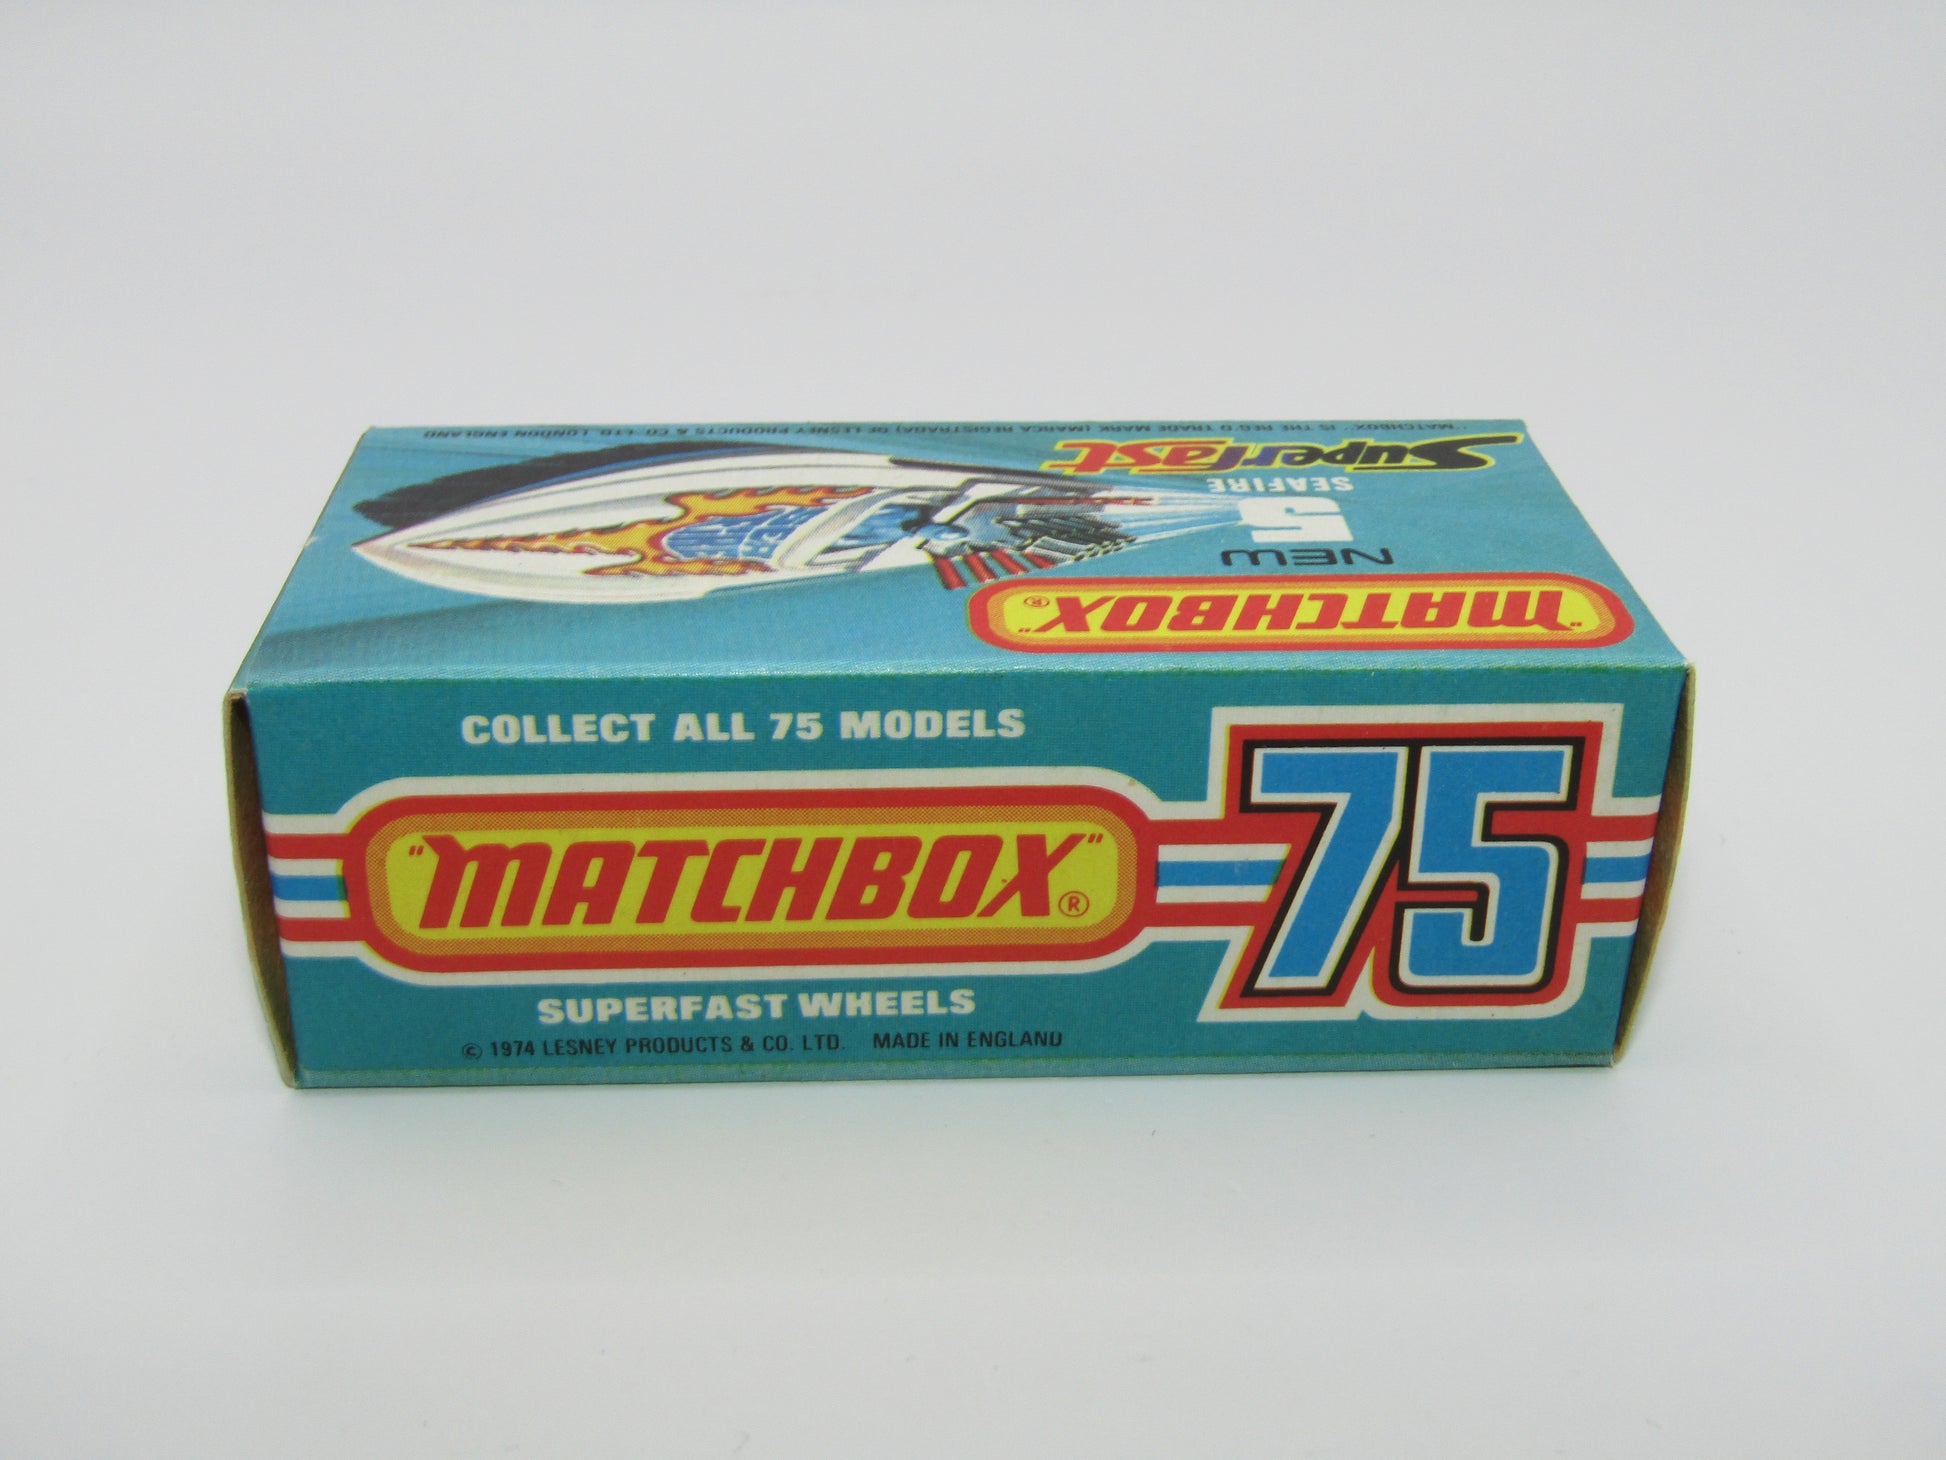 "MATCHBOX" IS THE REG'D TRADE MARK (MARCA REGISTRADA) OF LESNEY PRODUCTS & CO. LTD. LONDON ENGLAND
Superfast
SEAFIRE
5
NEW
"MATCHBOX"®
COLLECT ALL 75 MODELS
"MATCHBOX"®
75
SUPERFAST WHEELS
© 1974 LESNEY PRODUCTS & CO. LTD. MADE IN ENGLAND